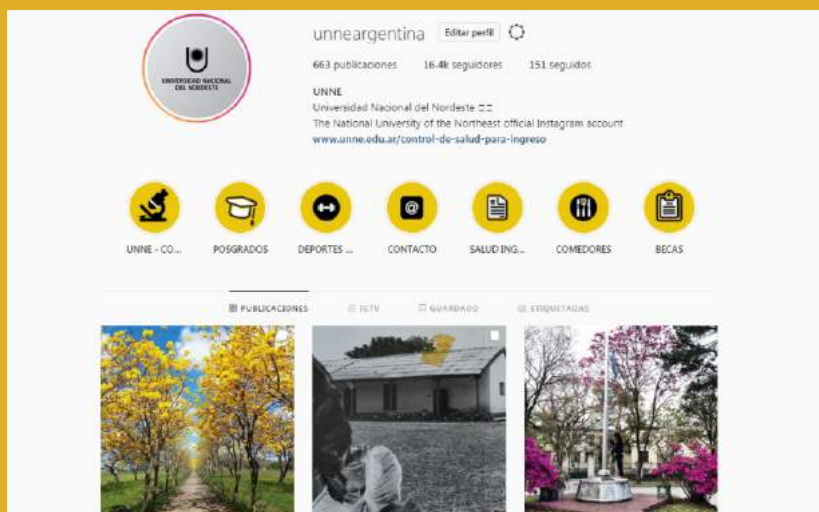 unneargentina Editar perfil
UNIVERSIDAD NACIONAL
DEL NORDESTE
663 publicaciones 16.4k seguidores 151 seguidos
UNNE
Universidad Nacional del Nordeste
The National University of the Northeast official Instagram account
www.unne.edu.ar/control-de-salud-para-ingreso
UNNE - CO... POSGRADOS DEPORTES ... CONTACTO SALUD ING... COMEDORES BECAS
PUBLICACIONES IGTV GUARDADO ETIQUETADAS